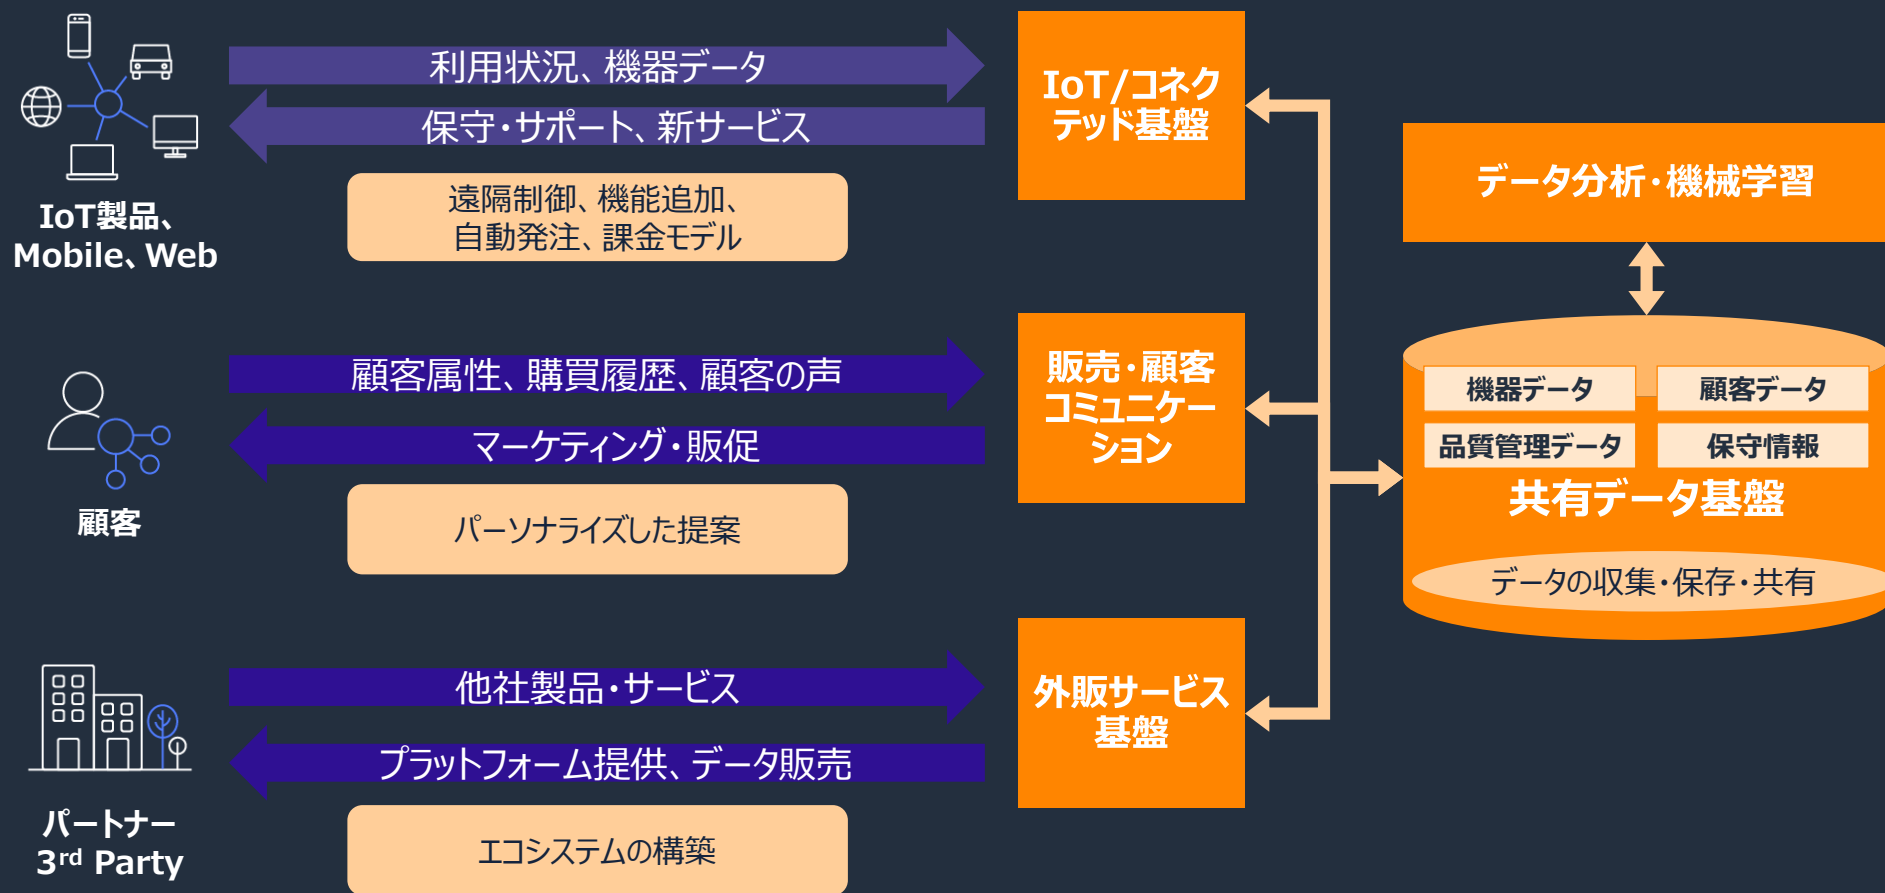 利用状況、機器データ
保守・サポート、新サービス
遠隔制御、機能追加、
自動発注、課金モデル
IoT製品、
Mobile、Web
IoT/コネク
テッド基盤
データ分析・機械学習
顧客属性、購買履歴、顧客の声
マーケティング・販促
パーソナライズした提案
顧客
販売・顧客
コミュニケー
ション
機器データ
顧客データ
品質管理データ
保守情報
共有データ基盤
データの収集・保存・共有
他社製品・サービス
プラットフォーム提供、データ販売
エコシステムの構築
パートナー
3rd Party
外販サービス
基盤